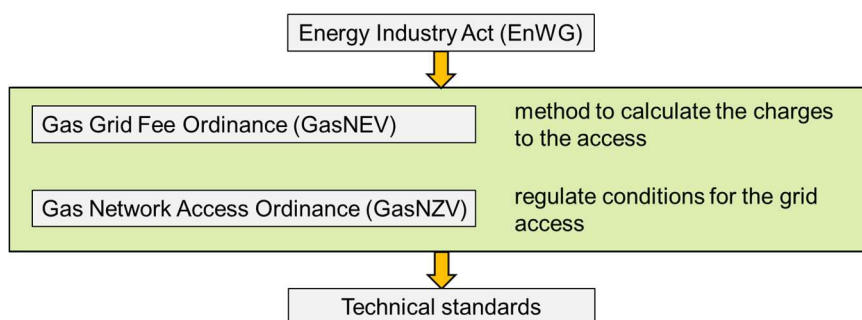 Energy Industry Act (EnWG)
Gas Grid Fee Ordinance (GasNEV)
method to calculate the charges
to the access
Gas Network Access Ordinance (GasNZV)
regulate conditions for the grid
access
Technical standards